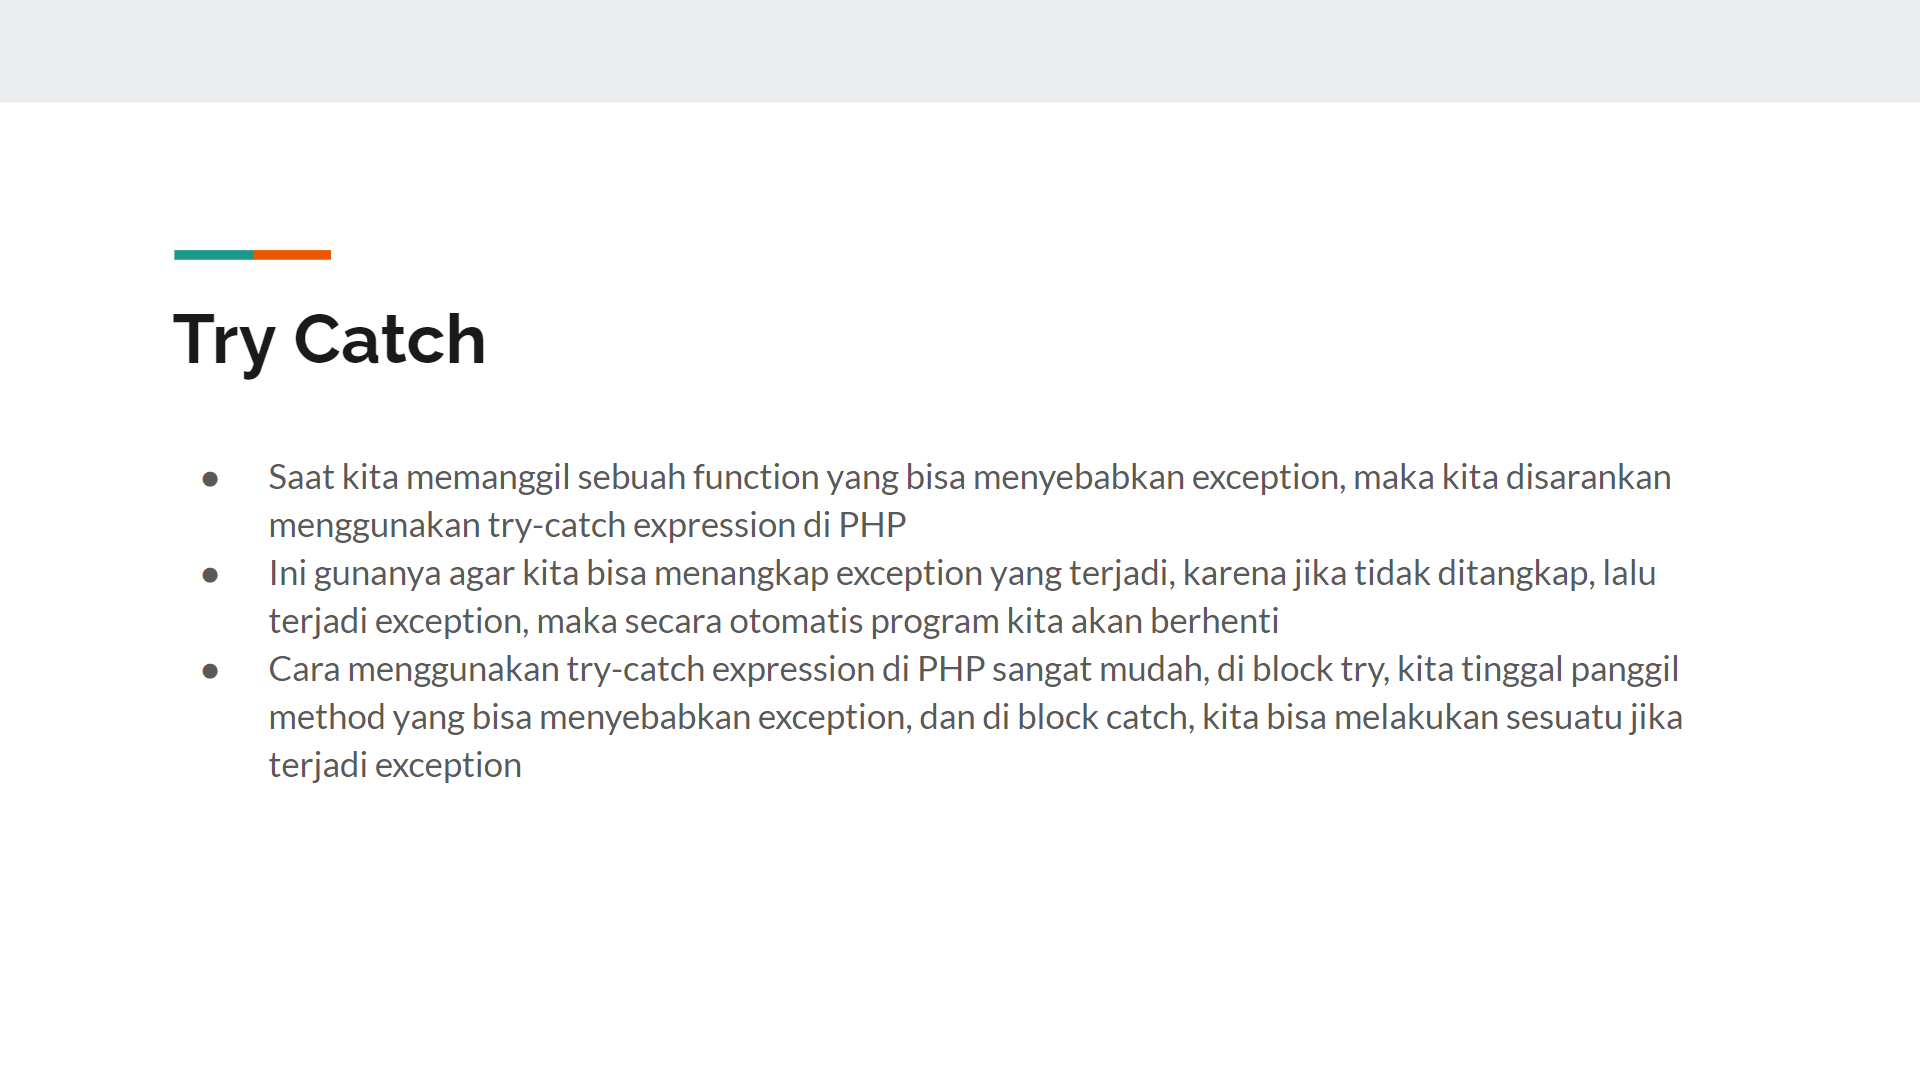 Try Catch
● Saat kita memanggil sebuah function yang bisa menyebabkan exception, maka kita disarankan
menggunakan try-catch expression di PHP
● Ini gunanya agar kita bisa menangkap exception yang terjadi, karena jika tidak ditangkap, lalu
terjadi exception, maka secara otomatis program kita akan berhenti
● Cara menggunakan try-catch expression di PHP sangat mudah, di block try, kita tinggal panggil
method yang bisa menyebabkan exception, dan di block catch, kita bisa melakukan sesuatu jika
terjadi exception